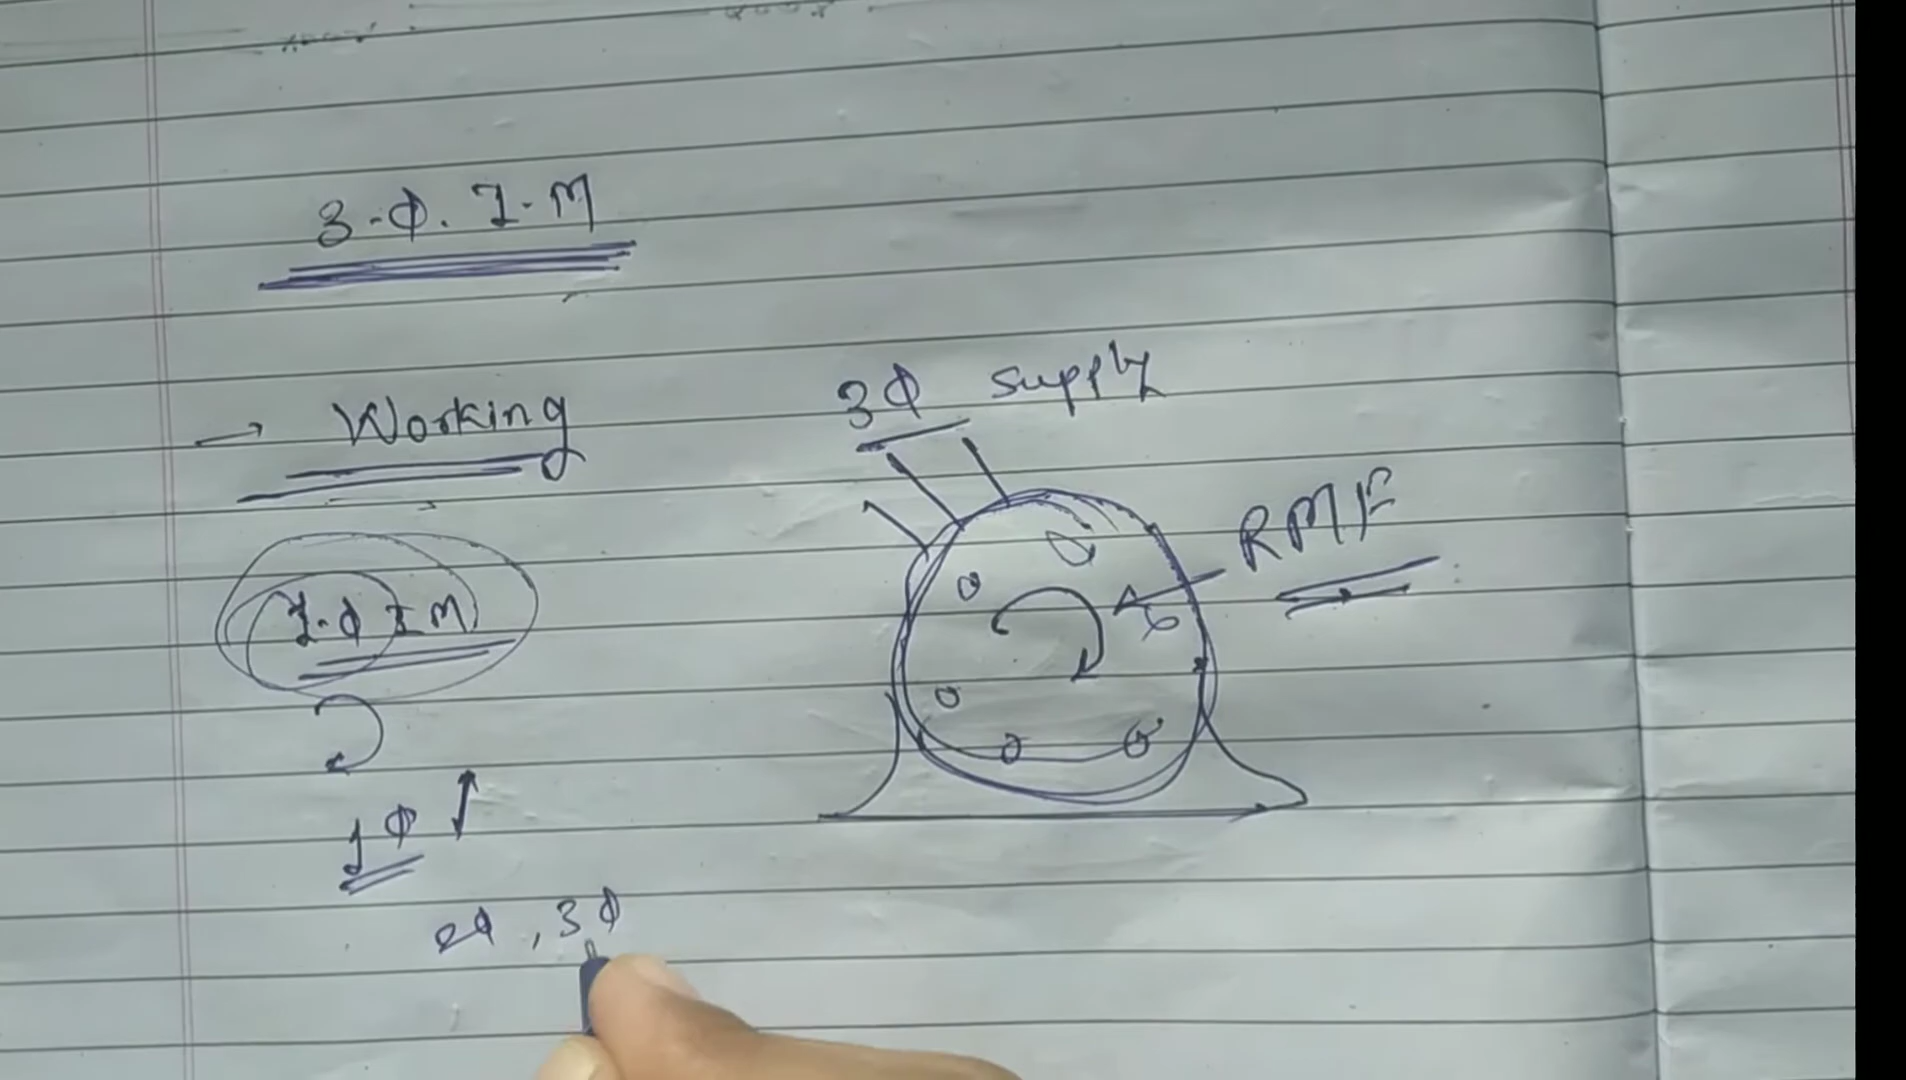 3-Φ. I-M
→ Working
3Φ supply
RMF
1-Φ I M
1Φ ↕
2Φ, 3Φ